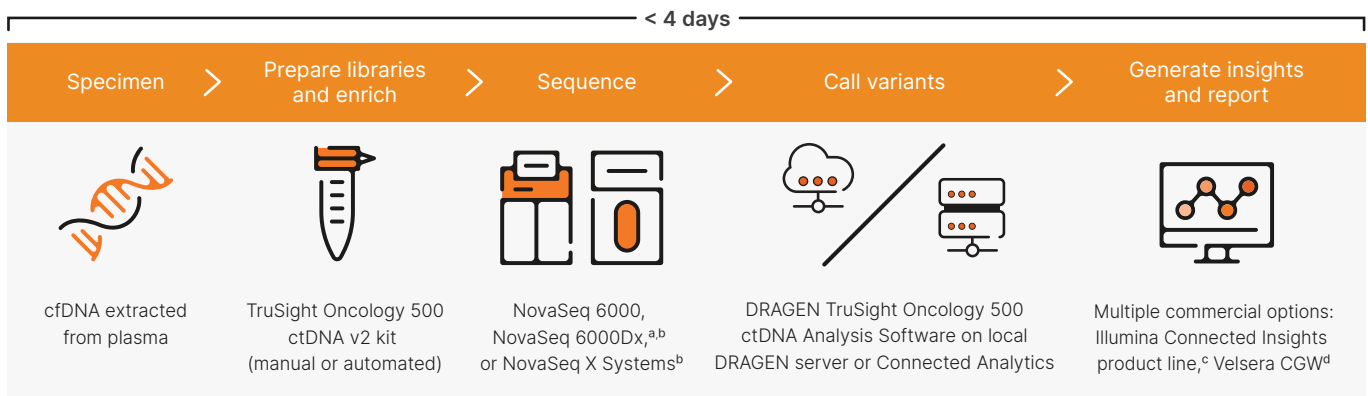 < 4 days
Specimen
Prepare libraries
and enrich
Sequence
Call variants
Generate insights
and report
cfDNA extracted
from plasma
TruSight Oncology 500
ctDNA v2 kit
(manual or automated)
NovaSeq 6000,
NovaSeq 6000Dx,ᵃ,ᵇ
or NovaSeq X Systemsᵇ
DRAGEN TruSight Oncology 500
ctDNA Analysis Software on local
DRAGEN server or Connected Analytics
Multiple commercial options:
Illumina Connected Insights
product line,ᶜ Velsera CGWᵈ